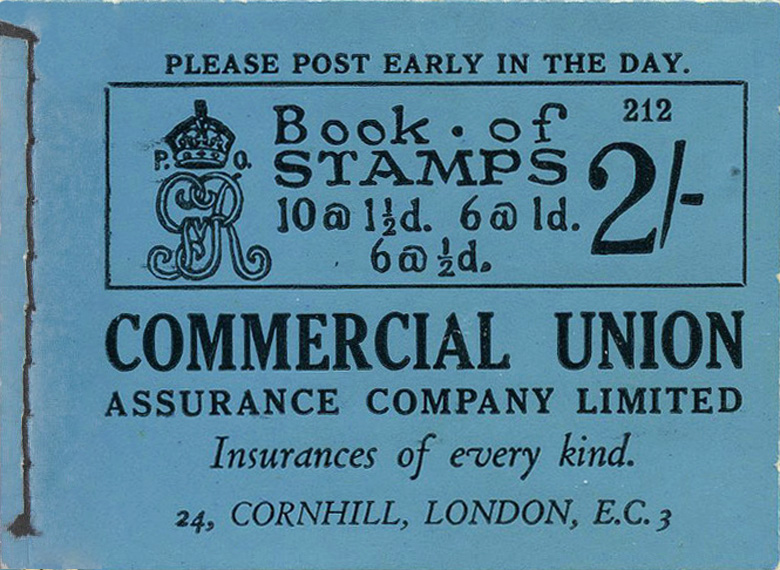 PLEASE POST EARLY IN THE DAY.
P. O.
GRV
Book · of
STAMPS
212
2/-
10@1½d. 6@1d.
6@½d.
COMMERCIAL UNION
ASSURANCE COMPANY LIMITED
Insurances of every kind.
24, CORNHILL, LONDON, E.C.3